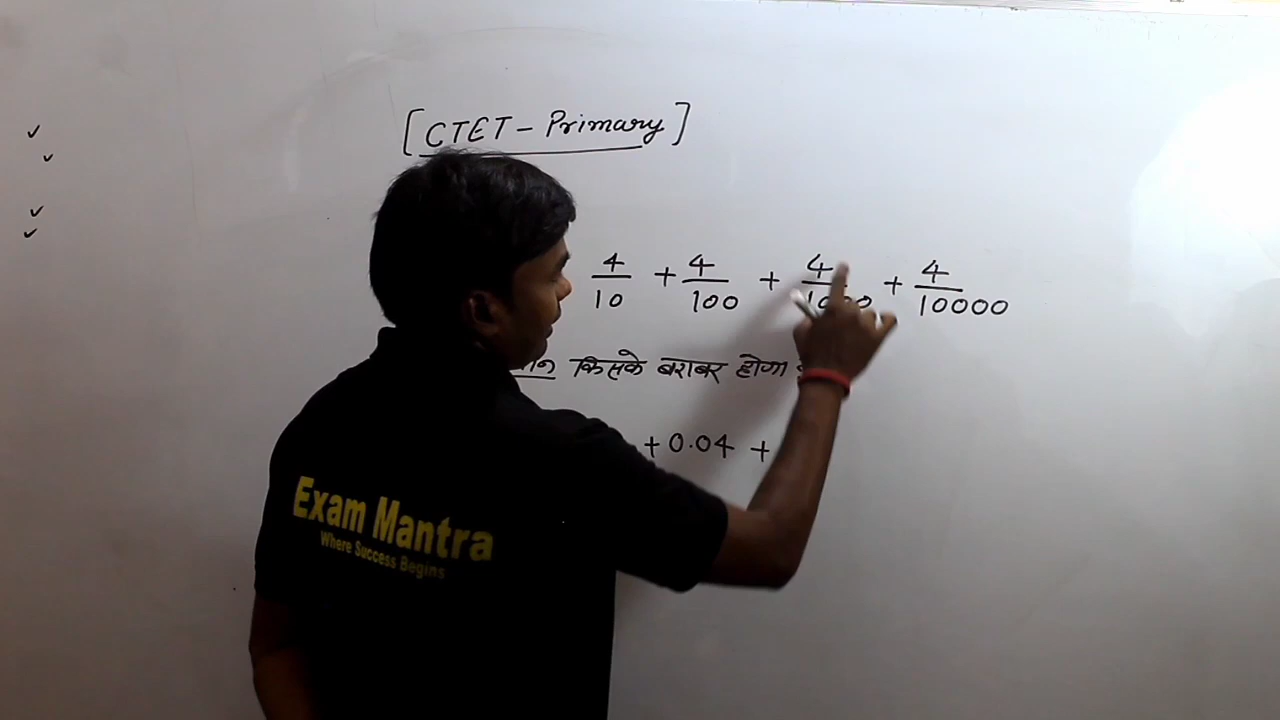 [CTET - Primary]
4/10 + 4/100 + 4/1000 + 4/10000
किसके बराबर होगा
+ 0.04 +
Exam Mantra
Where Success Begins